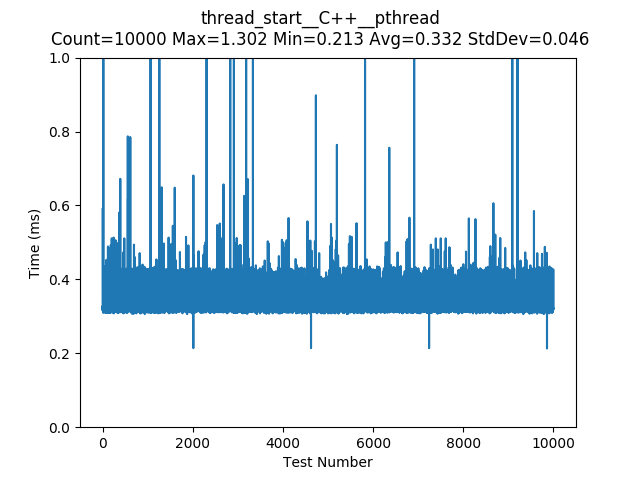 thread_start__C++__pthread
Count=10000 Max=1.302 Min=0.213 Avg=0.332 StdDev=0.046
1.0
0.8
0.6
0.4
0.2
0.0
Time (ms)
0 2000 4000 6000 8000 10000
Test Number